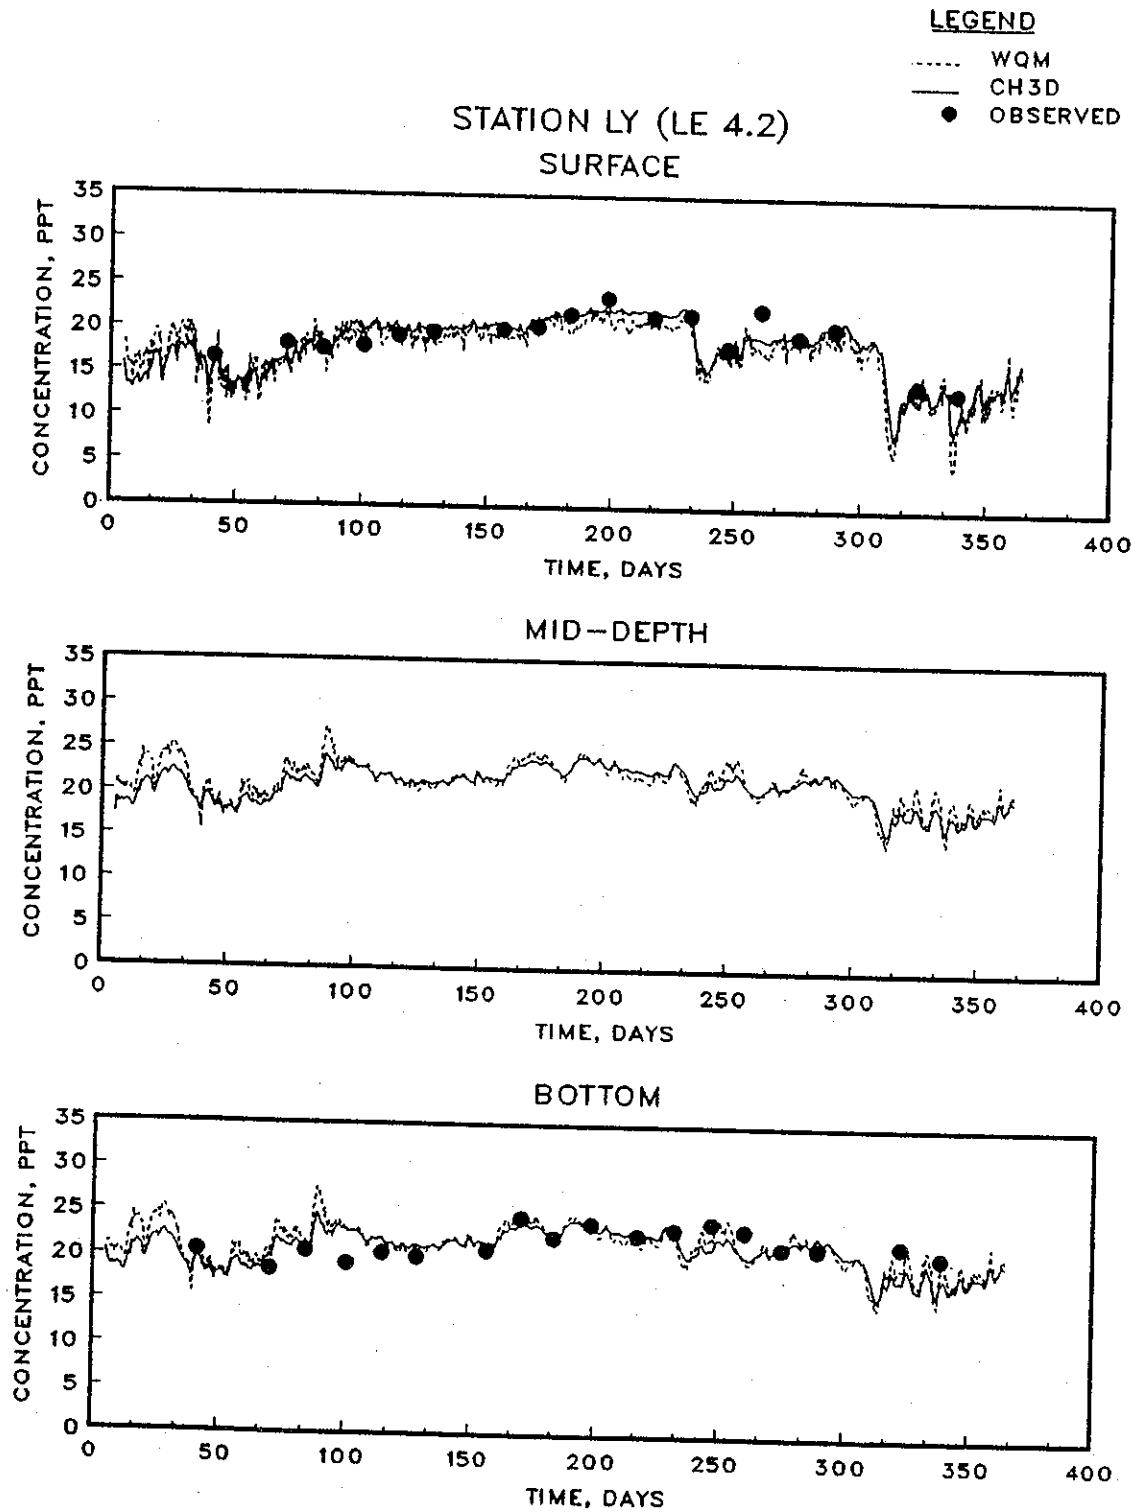 LEGEND
WQM
CH3D
OBSERVED
STATION LY (LE 4.2)
SURFACE
CONCENTRATION, PPT
35
30
25
20
15
10
5
0
0 50 100 150 200 250 300 350 400
TIME, DAYS
MID-DEPTH
CONCENTRATION, PPT
35
30
25
20
15
10
5
0
0 50 100 150 200 250 300 350 400
TIME, DAYS
BOTTOM
CONCENTRATION, PPT
35
30
25
20
15
10
5
0
0 50 100 150 200 250 300 350 400
TIME, DAYS